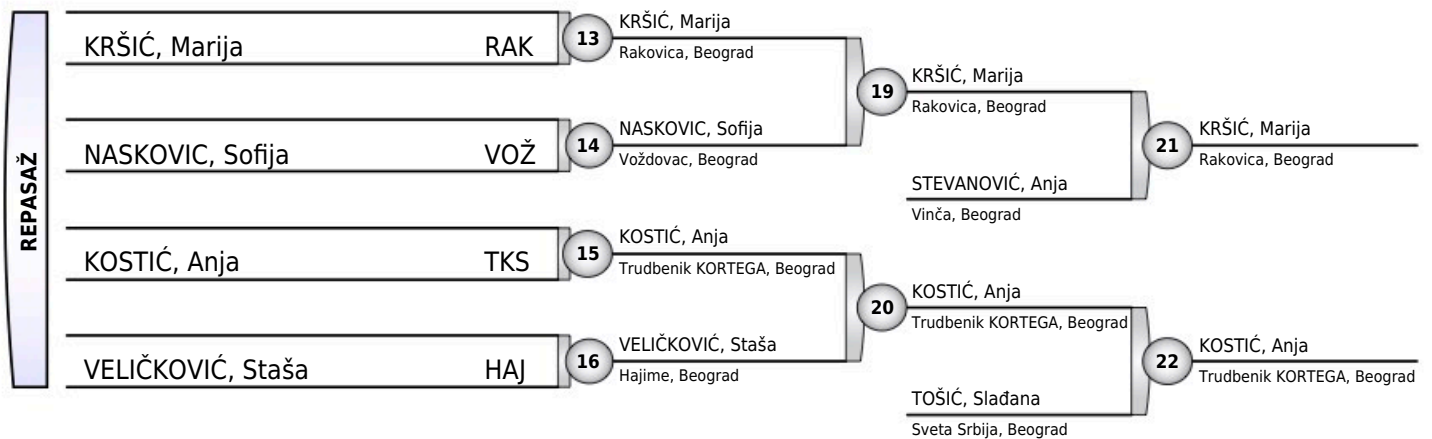 REPASAŽ
KRŠIĆ, Marija RAK
NASKOVIC, Sofija VOŽ
KOSTIĆ, Anja TKS
VELIČKOVIĆ, Staša HAJ
13
KRŠIĆ, Marija
Rakovica, Beograd
14
NASKOVIC, Sofija
Voždovac, Beograd
15
KOSTIĆ, Anja
Trudbenik KORTEGA, Beograd
16
VELIČKOVIĆ, Staša
Hajime, Beograd
19
KRŠIĆ, Marija
Rakovica, Beograd
STEVANOVIĆ, Anja
Vinča, Beograd
20
KOSTIĆ, Anja
Trudbenik KORTEGA, Beograd
TOŠIĆ, Slađana
Sveta Srbija, Beograd
21
KRŠIĆ, Marija
Rakovica, Beograd
22
KOSTIĆ, Anja
Trudbenik KORTEGA, Beograd